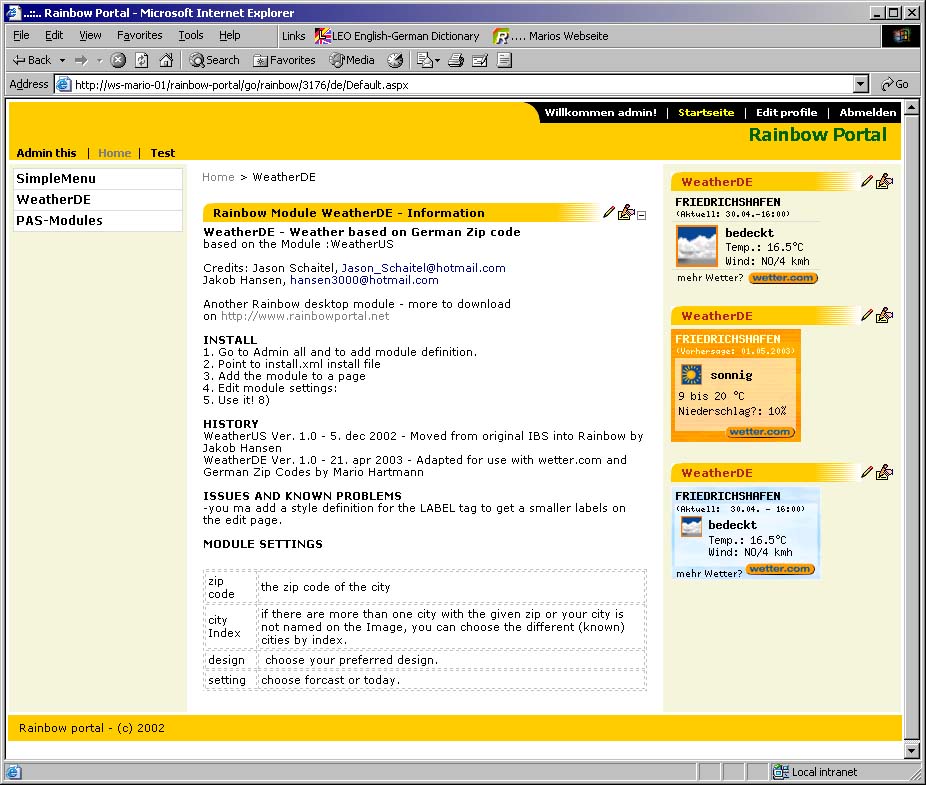 ..::.. Rainbow Portal - Microsoft Internet Explorer
File Edit View Favorites Tools Help Links LEO English-German Dictionary .... Marios Webseite
Back Search Favorites Media
Address http://ws-mario-01/rainbow-portal/go/rainbow/3176/de/Default.aspx Go
Willkommen admin! | Startseite | Edit profile | Abmelden
Rainbow Portal
Admin this | Home | Test
SimpleMenu
WeatherDE
PAS-Modules
Home > WeatherDE
Rainbow Module WeatherDE - Information
WeatherDE - Weather based on German Zip code
based on the Module :WeatherUS
Credits: Jason Schaitel, Jason_Schaitel@hotmail.com
Jakob Hansen, hansen3000@hotmail.com
Another Rainbow desktop module - more to download
on http://www.rainbowportal.net
INSTALL
1. Go to Admin all and to add module definition.
2. Point to install.xml install file
3. Add the module to a page
4. Edit module settings:
5. Use it! 8)
HISTORY
WeatherUS Ver. 1.0 - 5. dec 2002 - Moved from original IBS into Rainbow by
Jakob Hansen
WeatherDE Ver. 1.0 - 21. apr 2003 - Adapted for use with wetter.com and
German Zip Codes by Mario Hartmann
ISSUES AND KNOWN PROBLEMS
-you ma add a style definition for the LABEL tag to get a smaller labels on
the edit page.
MODULE SETTINGS
zip
code
the zip code of the city
city
Index
if there are more than one city with the given zip or your city is
not named on the Image, you can choose the different (known)
cities by index.
design choose your preferred design.
setting choose forcast or today.
WeatherDE
FRIEDRICHSHAFEN
(Aktuell: 30.04.-16:00)
bedeckt
Temp.: 16.5°C
Wind: NO/4 kmh
mehr Wetter? wetter.com
WeatherDE
FRIEDRICHSHAFEN
(Vorhersage: 01.05.2003)
sonnig
9 bis 20 °C
Niederschlag?: 10%
wetter.com
WeatherDE
FRIEDRICHSHAFEN
(Aktuell: 30.04. - 16:00)
bedeckt
Temp.: 16.5°C
Wind: NO/4 kmh
mehr Wetter? wetter.com
Rainbow portal - (c) 2002
Local intranet